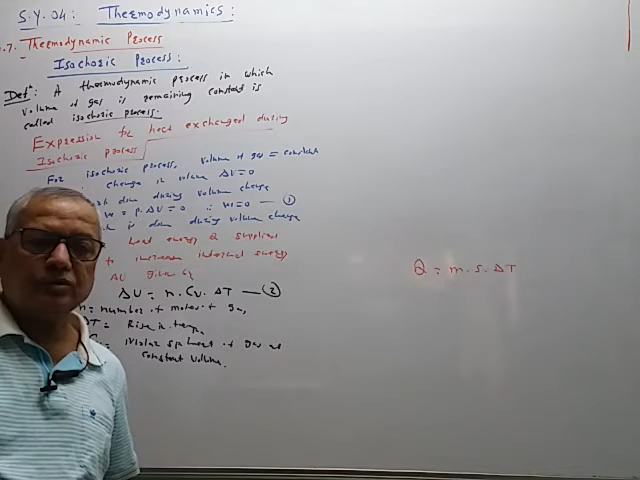 S.Y. 04: Thermodynamics:
.7. Thermodynamic Process
- Isochoric Process:
Defⁿ: A thermodynamic process in which
volume of gas is remaining constant is
called isochoric process.
Expression for heat exchanged during
Isochoric process
For isochoric process, volume of gas = constant
change in volume ΔV = 0
done during volume change
= P.ΔV = 0 ∴ W = 0 — ①
is done during volume change
heat energy Q supplied
to increase internal energy
ΔU given by
ΔU = n. Cv. ΔT — ②
n = number of moles of gas,
ΔT = Rise in temp.
= Molar sp. heat of gas at
constant volume.
Q = m. s. ΔT